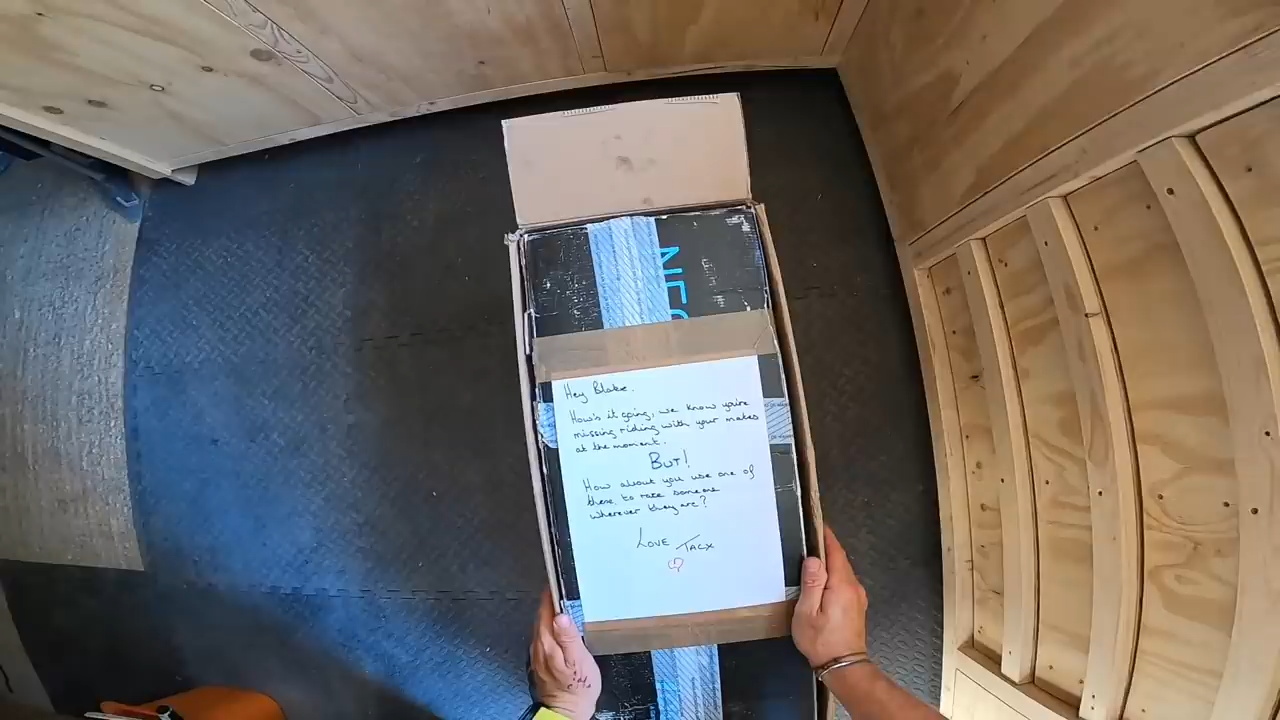 NEO
Hey Blake.
How's it going, we know you're
missing riding with your mates
at the moment.
BUT!
How about you use one of
these to race someone
wherever they are?
LOVE TACX